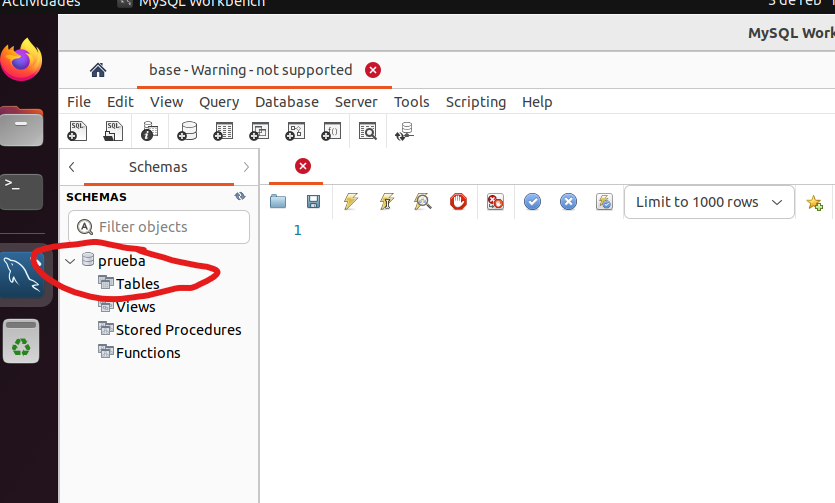 Actividades MySQL Workbench 3 de feb
MySQL Work
base - Warning - not supported
File Edit View Query Database Server Tools Scripting Help
Schemas
SCHEMAS
Limit to 1000 rows
Filter objects
1
prueba
Tables
Views
Stored Procedures
Functions